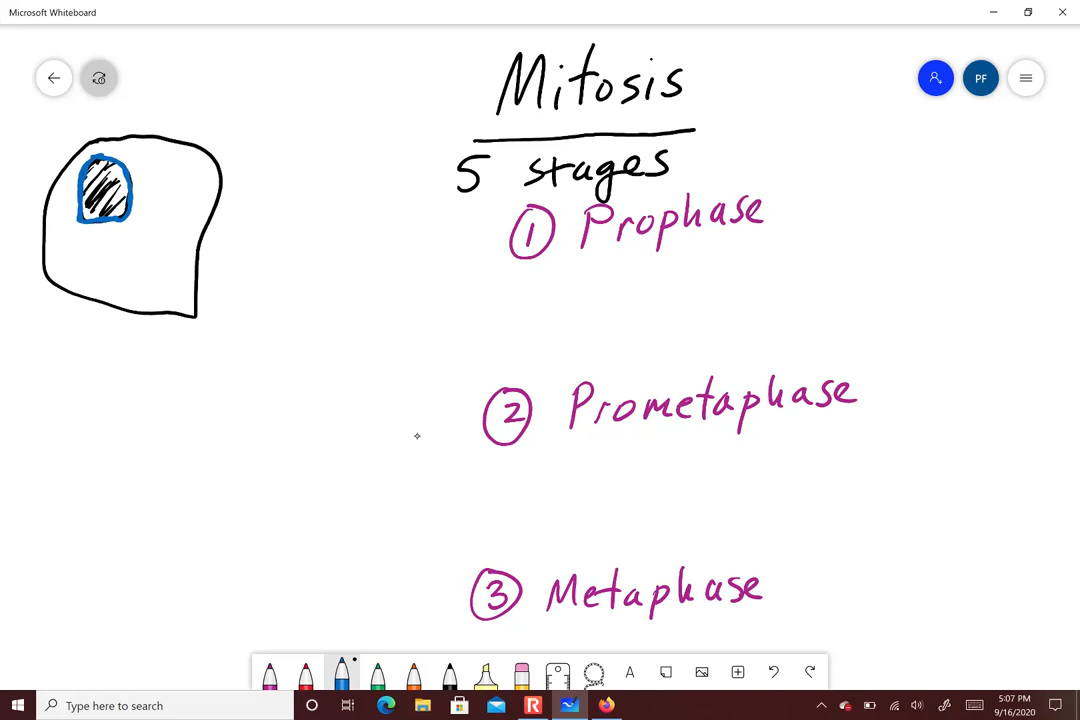 Microsoft Whiteboard
PF
Mitosis
5 stages
① Prophase
② Prometaphase
③ Metaphase
A
Type here to search
R
5:07 PM
9/16/2020